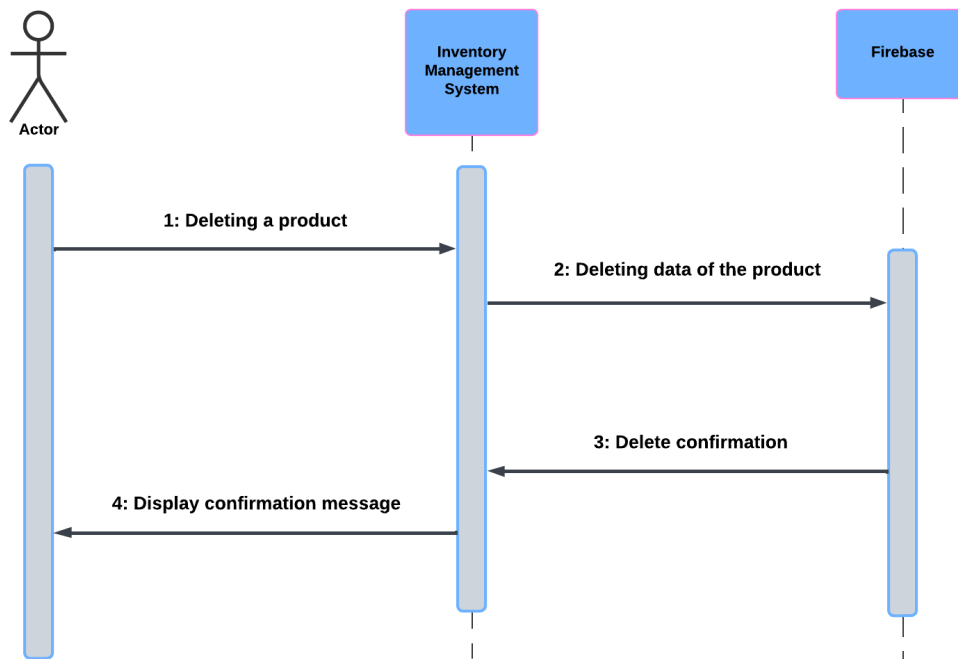 Actor
Inventory
Management
System
Firebase
1: Deleting a product
2: Deleting data of the product
3: Delete confirmation
4: Display confirmation message